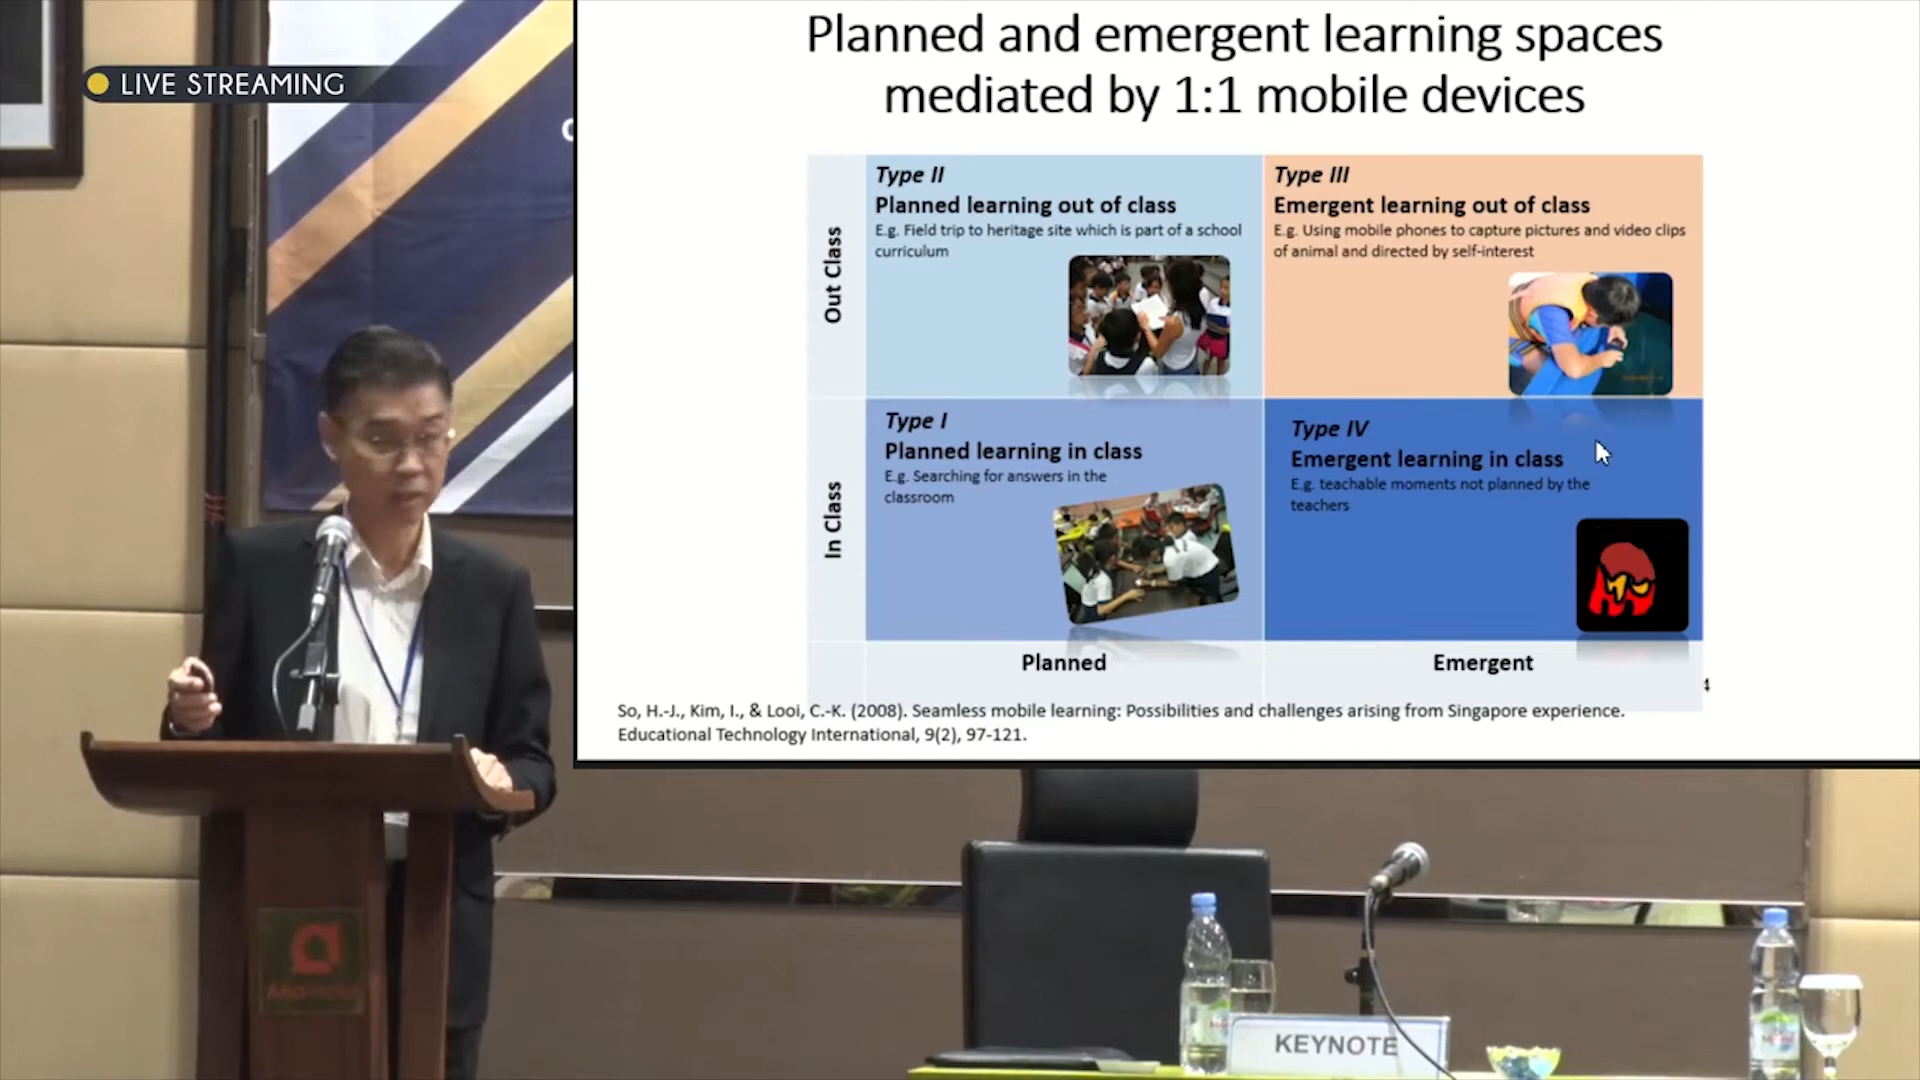 LIVE STREAMING
Planned and emergent learning spaces
mediated by 1:1 mobile devices
Out Class
Type II
Planned learning out of class
E.g. Field trip to heritage site which is part of a school
curriculum
Type III
Emergent learning out of class
E.g. Using mobile phones to capture pictures and video clips
of animal and directed by self-interest
In Class
Type I
Planned learning in class
E.g. Searching for answers in the
classroom
Type IV
Emergent learning in class
E.g. teachable moments not planned by the
teachers
Planned
Emergent
4
So, H.-J., Kim, I., & Looi, C.-K. (2008). Seamless mobile learning: Possibilities and challenges arising from Singapore experience.
Educational Technology International, 9(2), 97-121.
KEYNOTE